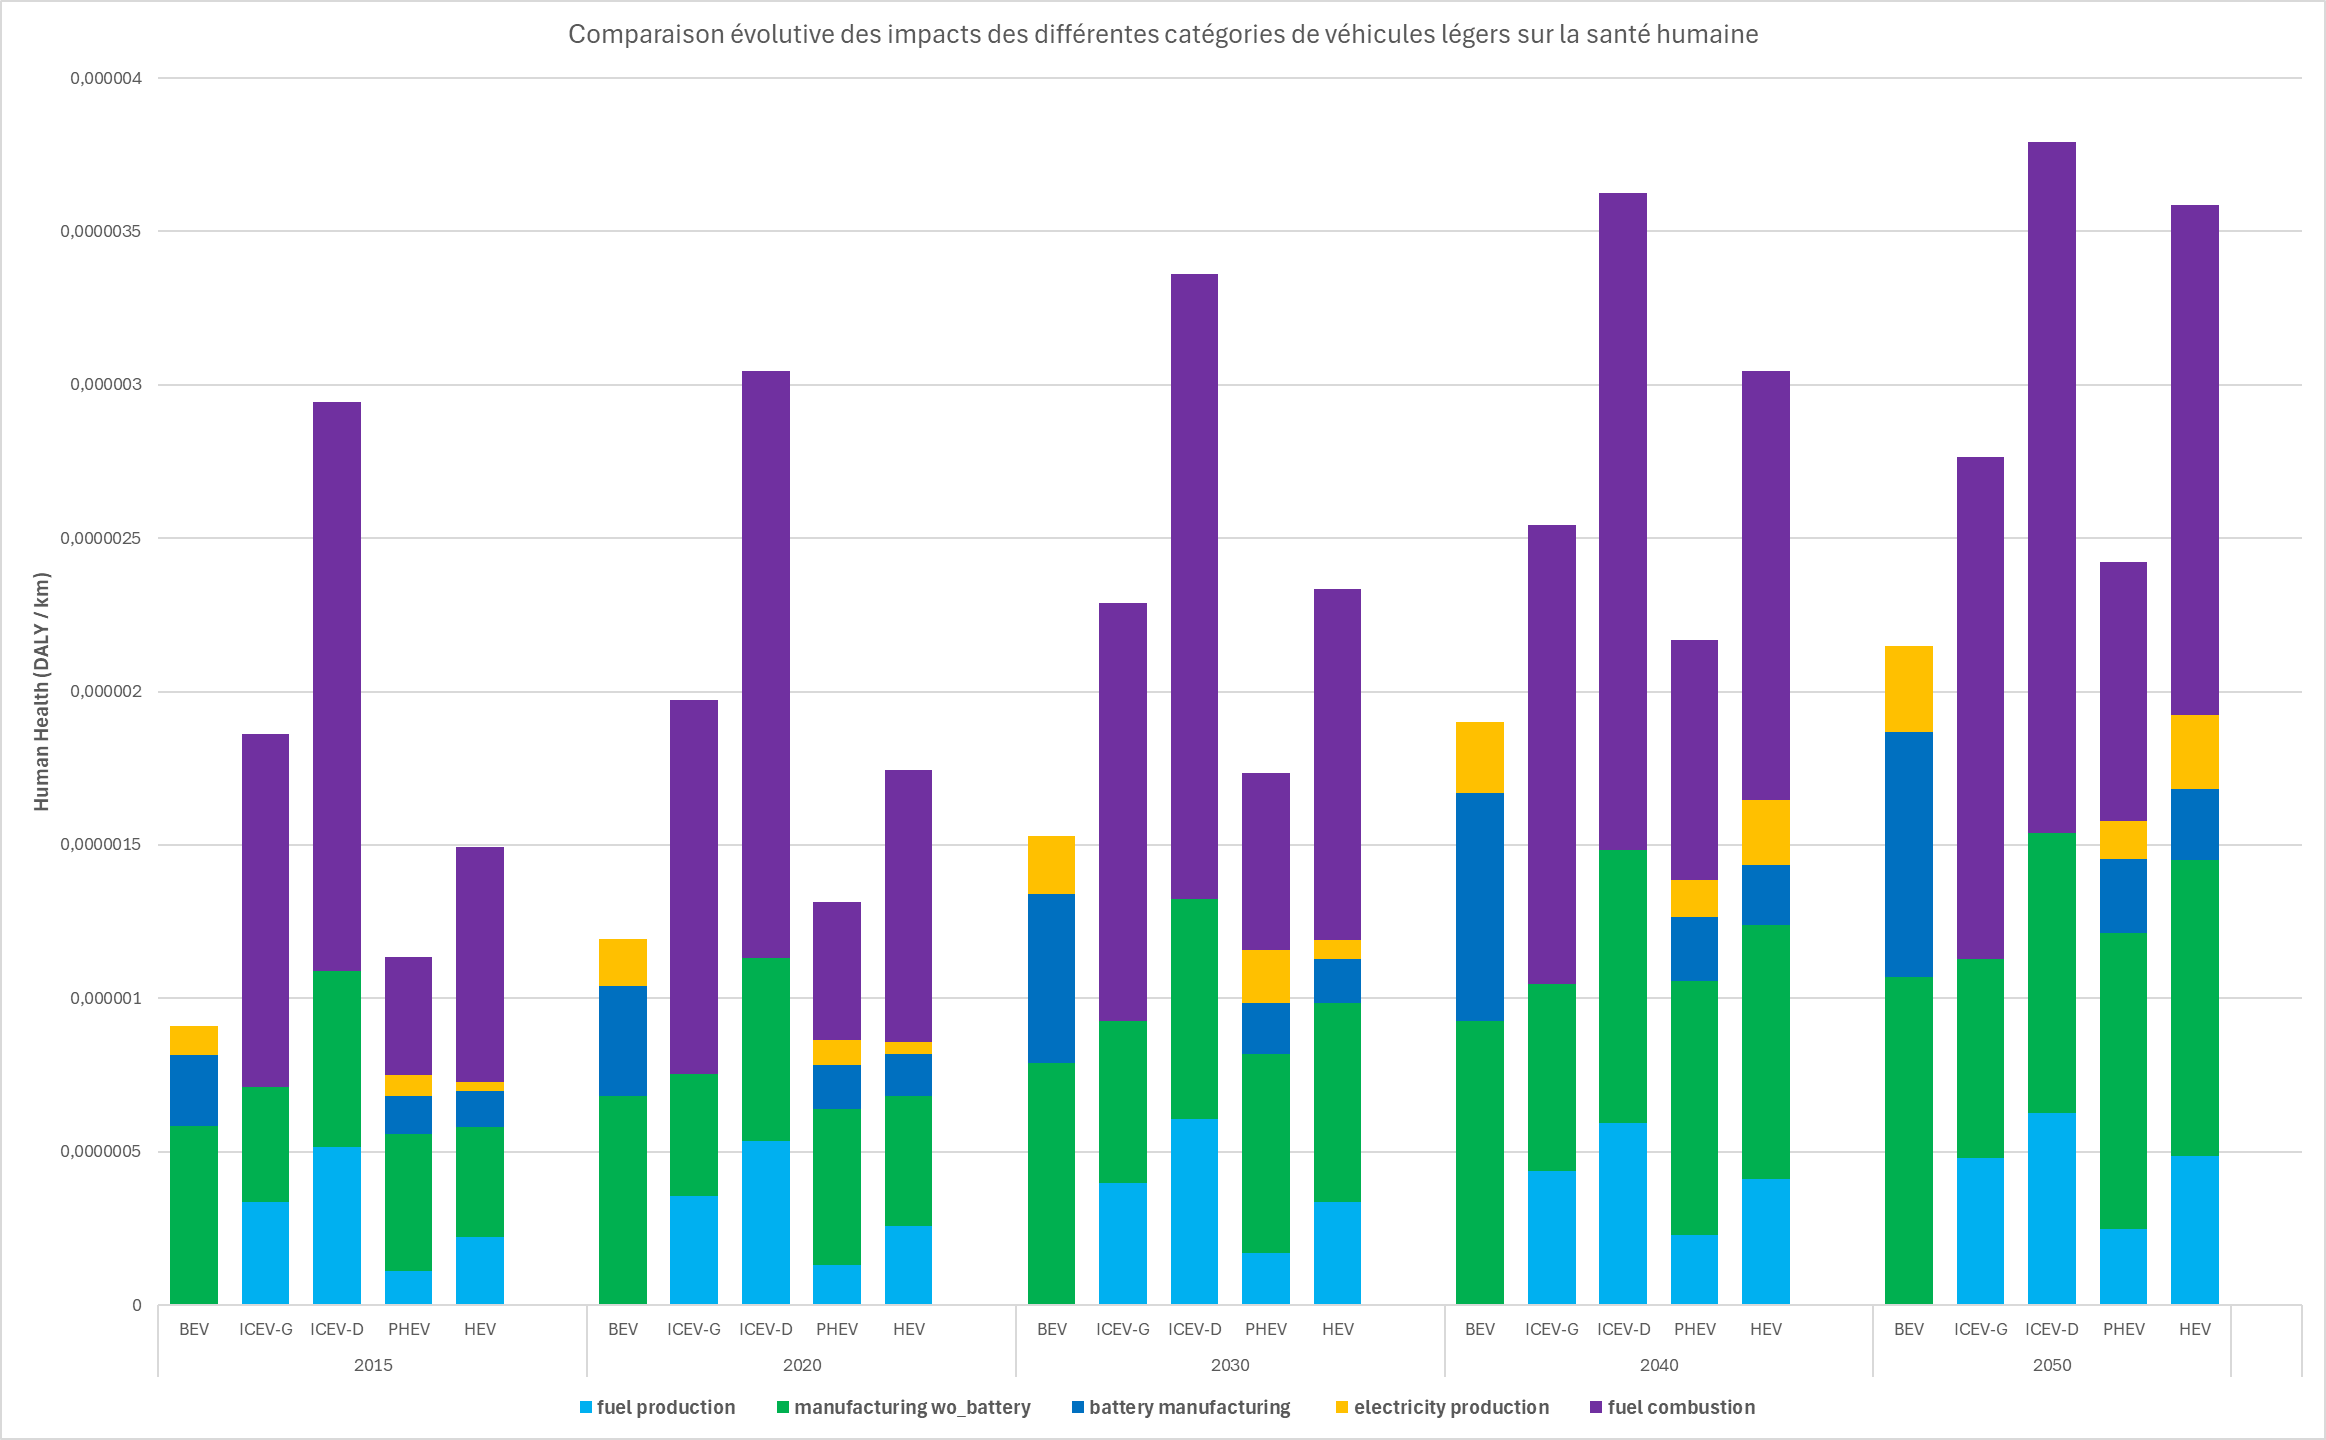 Comparaison évolutive des impacts des différentes catégories de véhicules légers sur la santé humaine
0,000004
0,0000035
0,000003
0,0000025
0,000002
0,0000015
0,000001
0,0000005
0
Human Health (DALY / km)
BEV ICEV-G ICEV-D PHEV HEV BEV ICEV-G ICEV-D PHEV HEV BEV ICEV-G ICEV-D PHEV HEV BEV ICEV-G ICEV-D PHEV HEV BEV ICEV-G ICEV-D PHEV HEV
2015 2020 2030 2040 2050
fuel production manufacturing wo_battery battery manufacturing electricity production fuel combustion